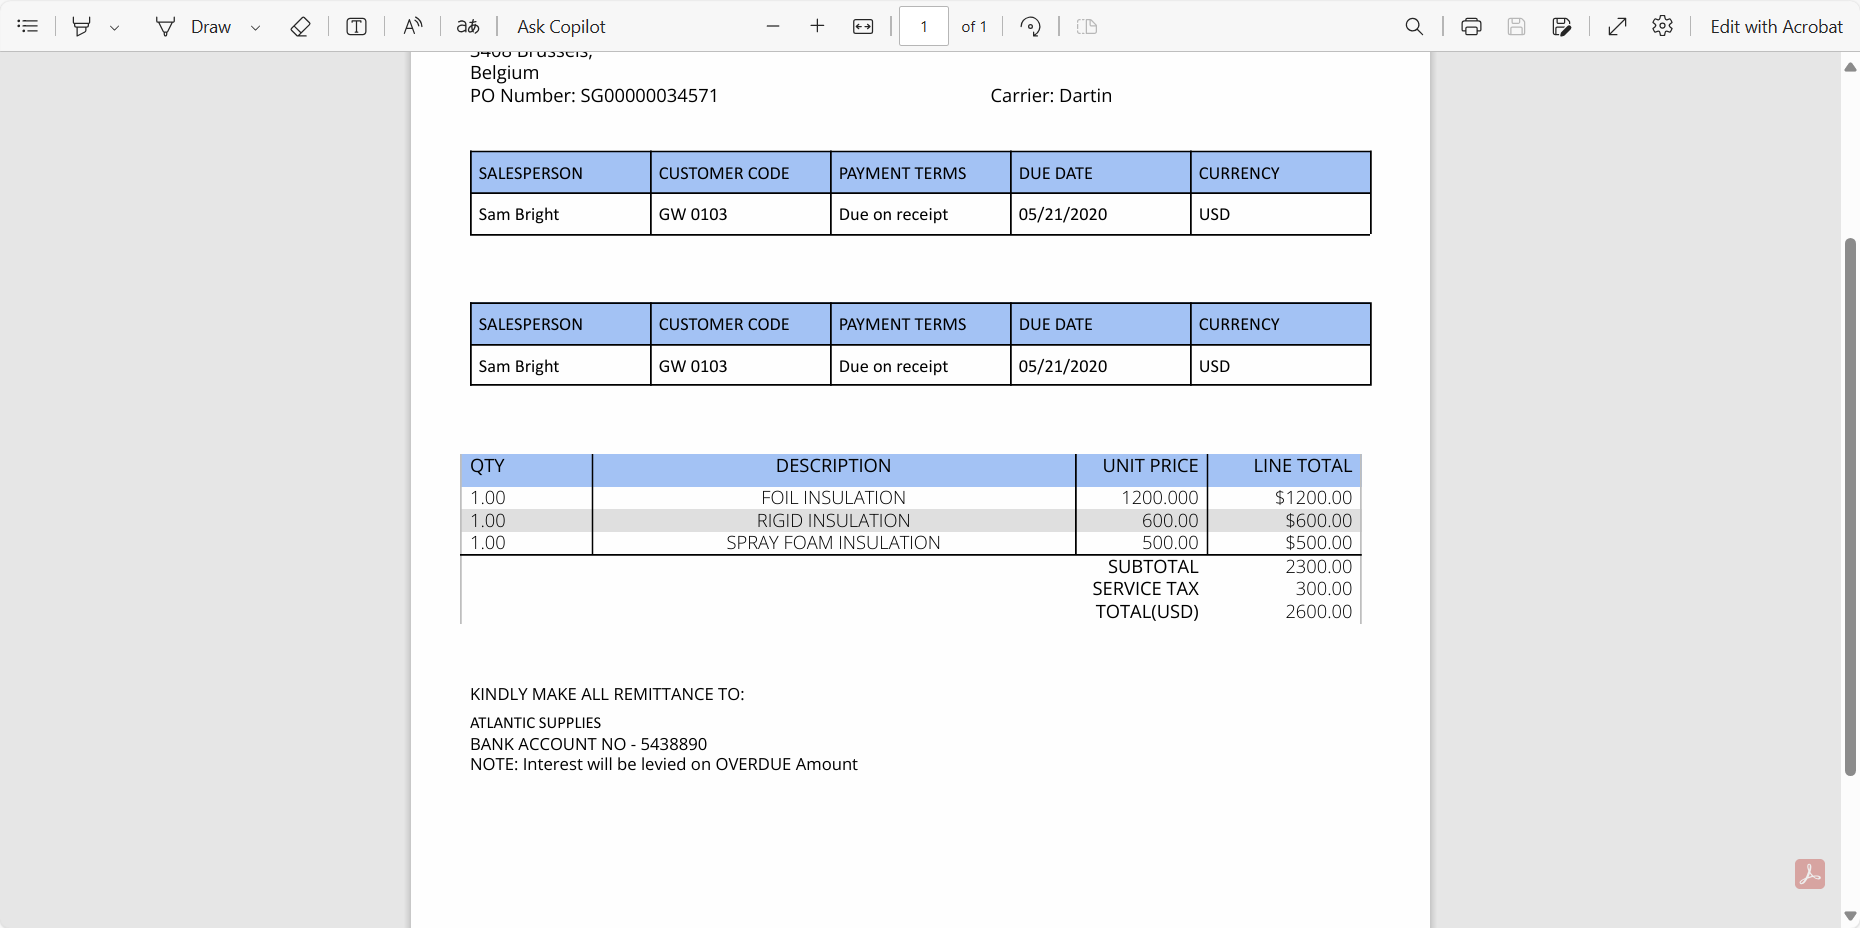 Draw
aあ
Ask Copilot
1
of 1
Edit with Acrobat
5408 Brussels,
Belgium
PO Number: SG00000034571
Carrier: Dartin
SALESPERSON CUSTOMER CODE PAYMENT TERMS DUE DATE CURRENCY
Sam Bright GW 0103 Due on receipt 05/21/2020 USD
SALESPERSON CUSTOMER CODE PAYMENT TERMS DUE DATE CURRENCY
Sam Bright GW 0103 Due on receipt 05/21/2020 USD
QTY DESCRIPTION UNIT PRICE LINE TOTAL
1.00 FOIL INSULATION 1200.000 $1200.00
1.00 RIGID INSULATION 600.00 $600.00
1.00 SPRAY FOAM INSULATION 500.00 $500.00
SUBTOTAL 2300.00
SERVICE TAX 300.00
TOTAL(USD) 2600.00
KINDLY MAKE ALL REMITTANCE TO:
ATLANTIC SUPPLIES
BANK ACCOUNT NO - 5438890
NOTE: Interest will be levied on OVERDUE Amount